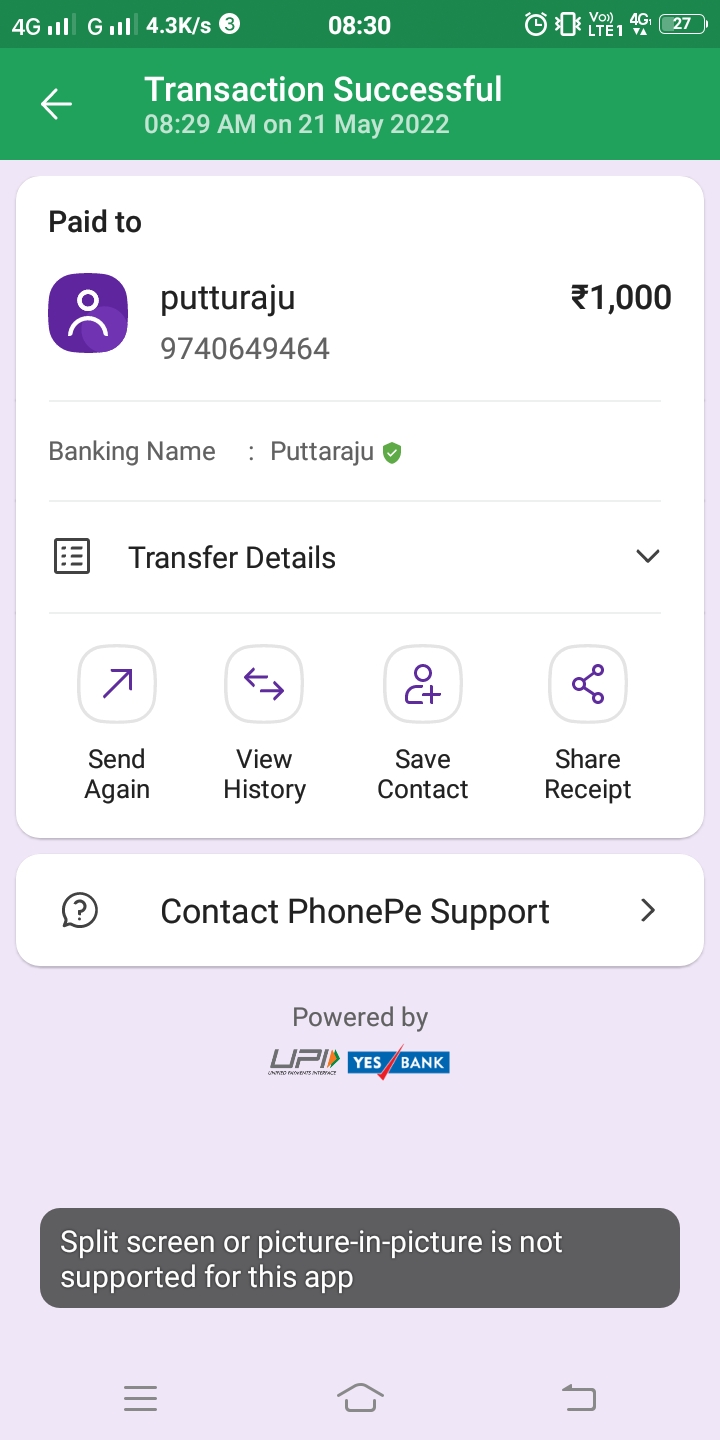 4G G 4.3K/s 3 08:30 Vo)) LTE1 4G 27
Transaction Successful
08:29 AM on 21 May 2022
Paid to
putturaju ₹1,000
9740649464
Banking Name : Puttaraju
Transfer Details
Send Again
View History
Save Contact
Share Receipt
Contact PhonePe Support
Powered by
UPI YES BANK
UNIFIED PAYMENTS INTERFACE
Split screen or picture-in-picture is not
supported for this app